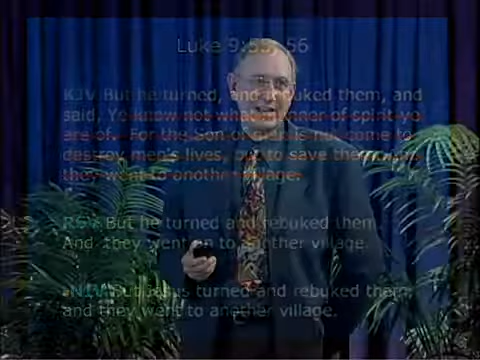 Luke 9:55, 56
KJV But he turned, and rebuked them, and
said, Ye know not what manner of spirit ye
are of. For the Son of man is not come to
destroy men's lives, but to save them. And
they went to another village.
RSV But he turned and rebuked them.
And they went on to another village.
NIV But Jesus turned and rebuked them,
and they went to another village.